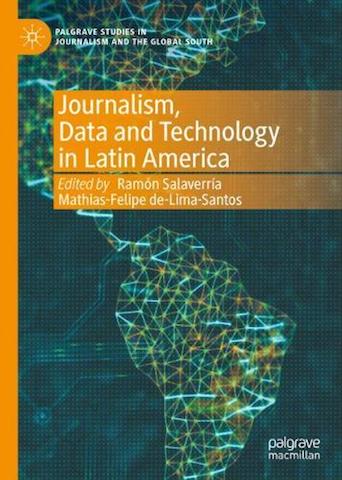 PALGRAVE STUDIES IN
JOURNALISM AND THE GLOBAL SOUTH
Journalism,
Data and Technology
in Latin America
Edited by Ramón Salaverría
Mathias-Felipe de-Lima-Santos
palgrave
macmillan